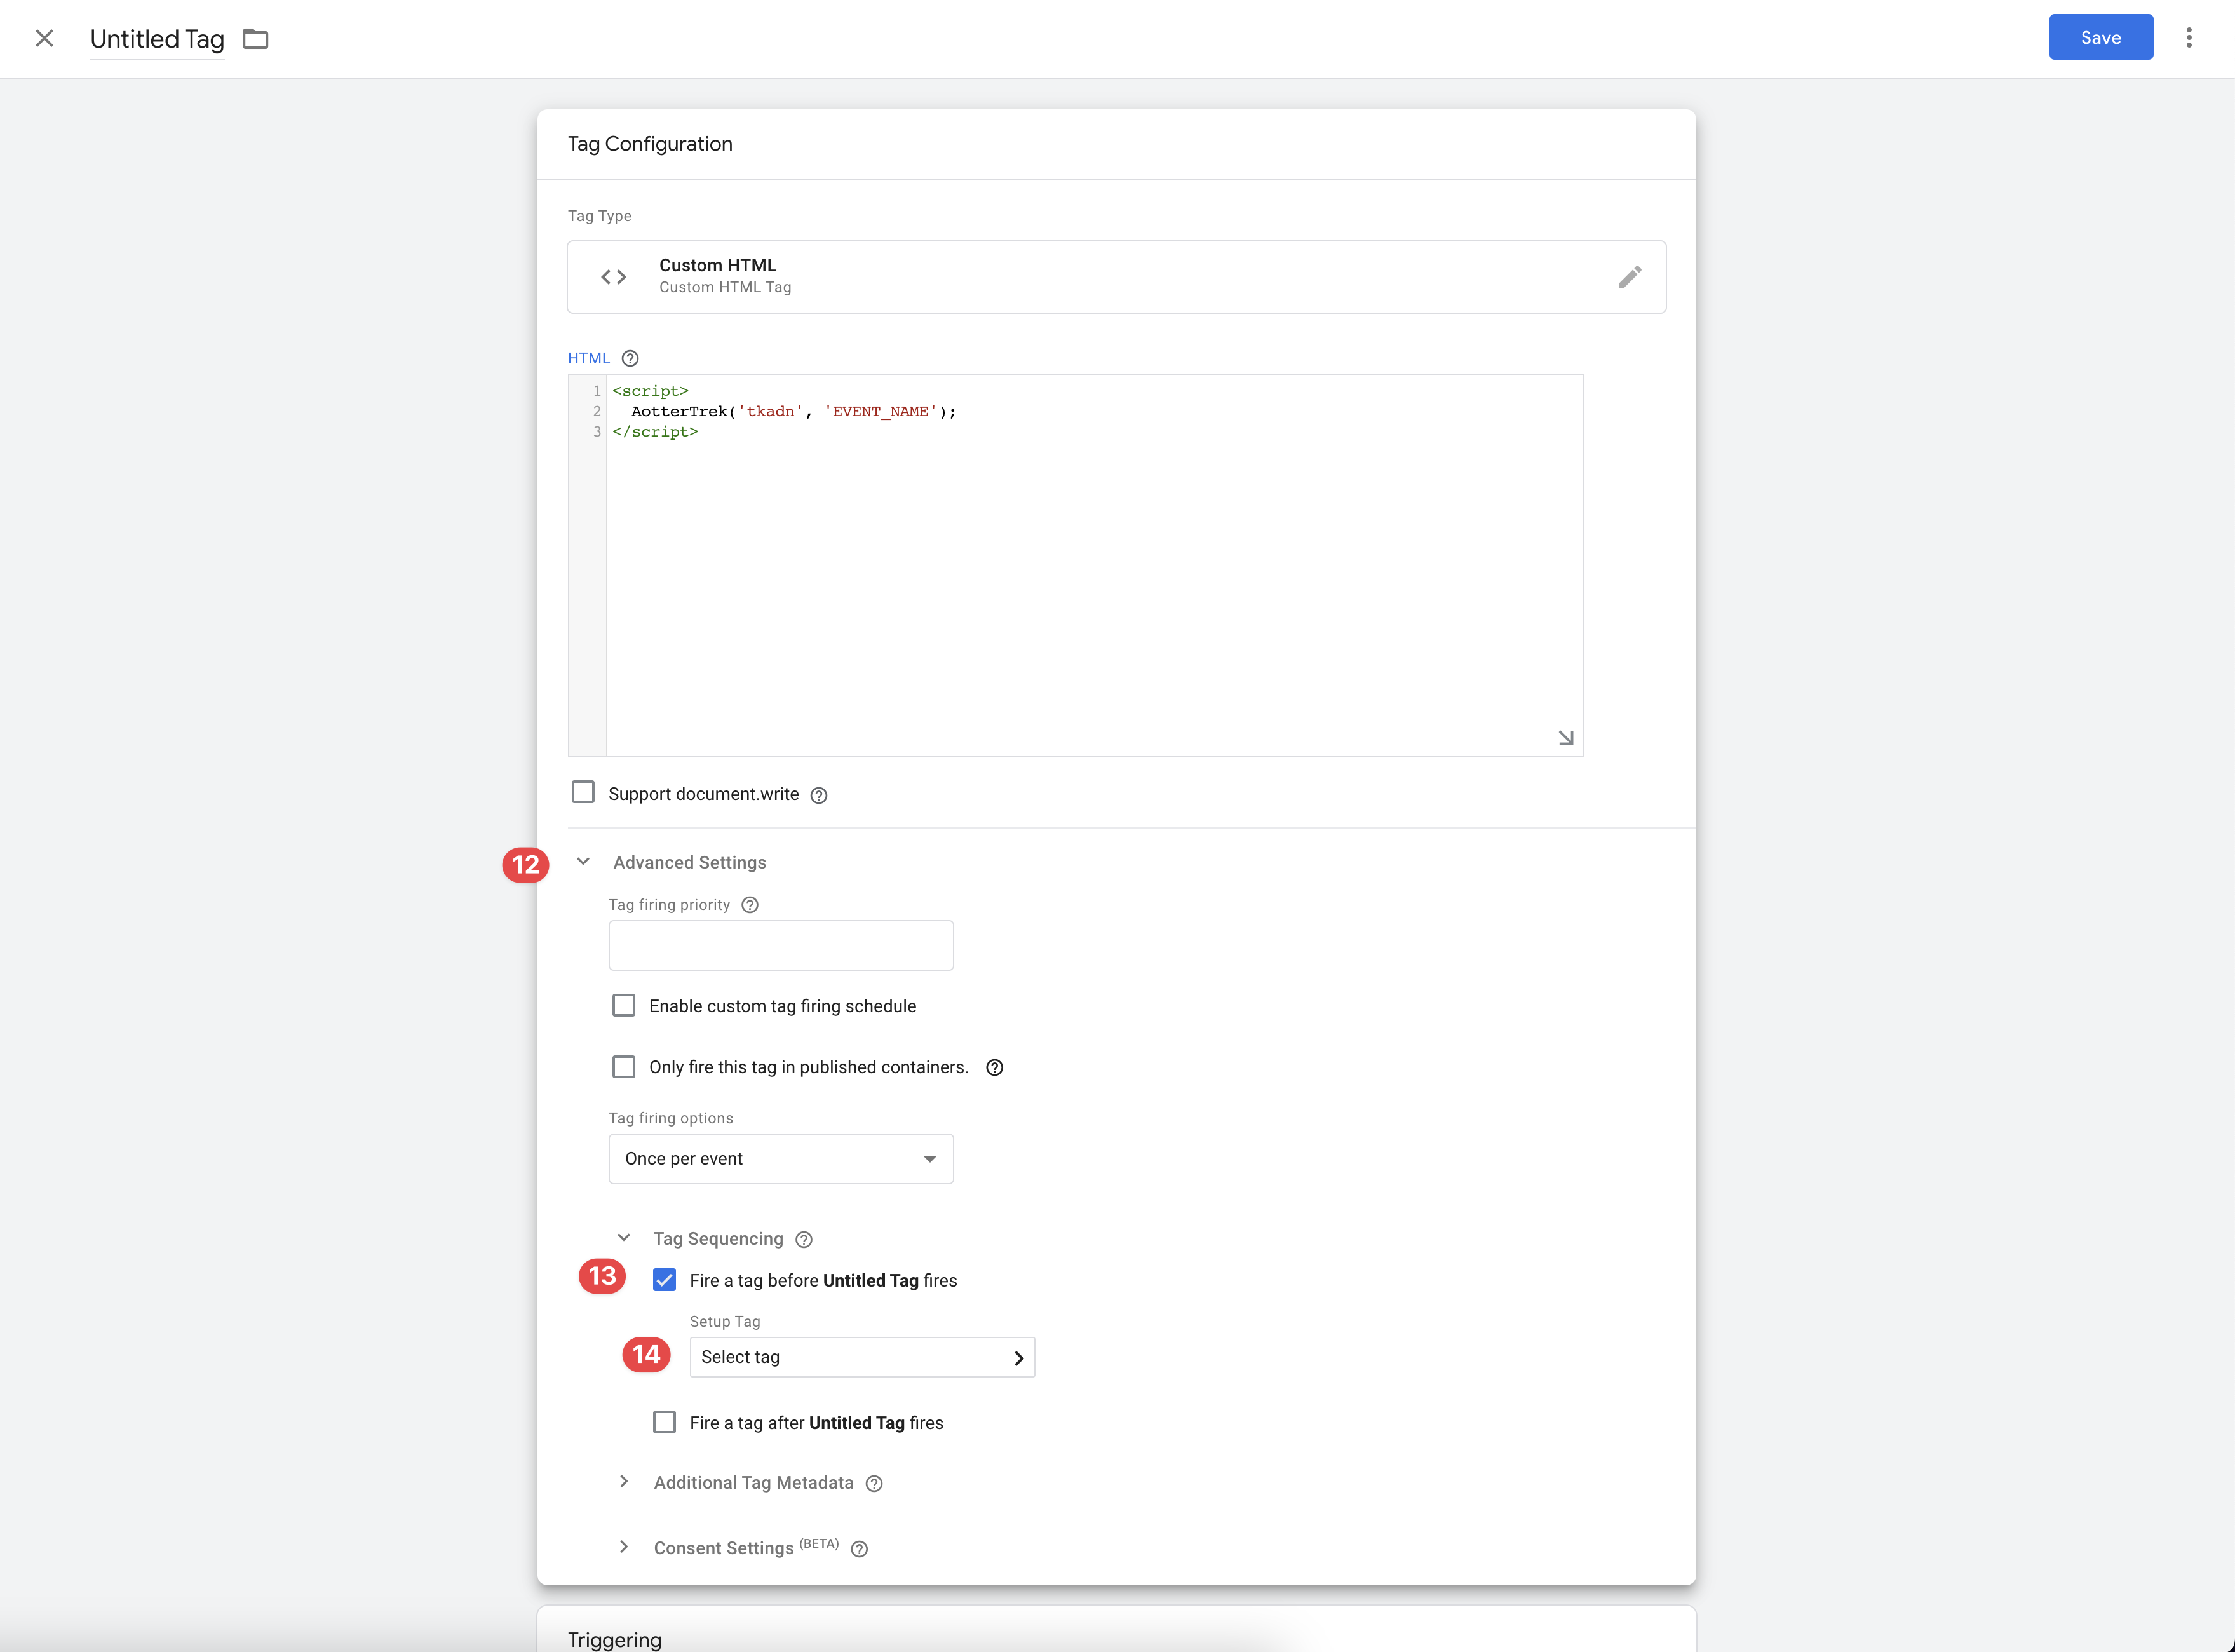 Untitled Tag
Save
Tag Configuration
Tag Type
Custom HTML
Custom HTML Tag
HTML
1 <script>
2 AotterTrek('tkadn', 'EVENT_NAME');
3 </script>
Support document.write
12 Advanced Settings
Tag firing priority
Enable custom tag firing schedule
Only fire this tag in published containers.
Tag firing options
Once per event
Tag Sequencing
13 Fire a tag before Untitled Tag fires
Setup Tag
14 Select tag
Fire a tag after Untitled Tag fires
Additional Tag Metadata
Consent Settings (BETA)
Triggering